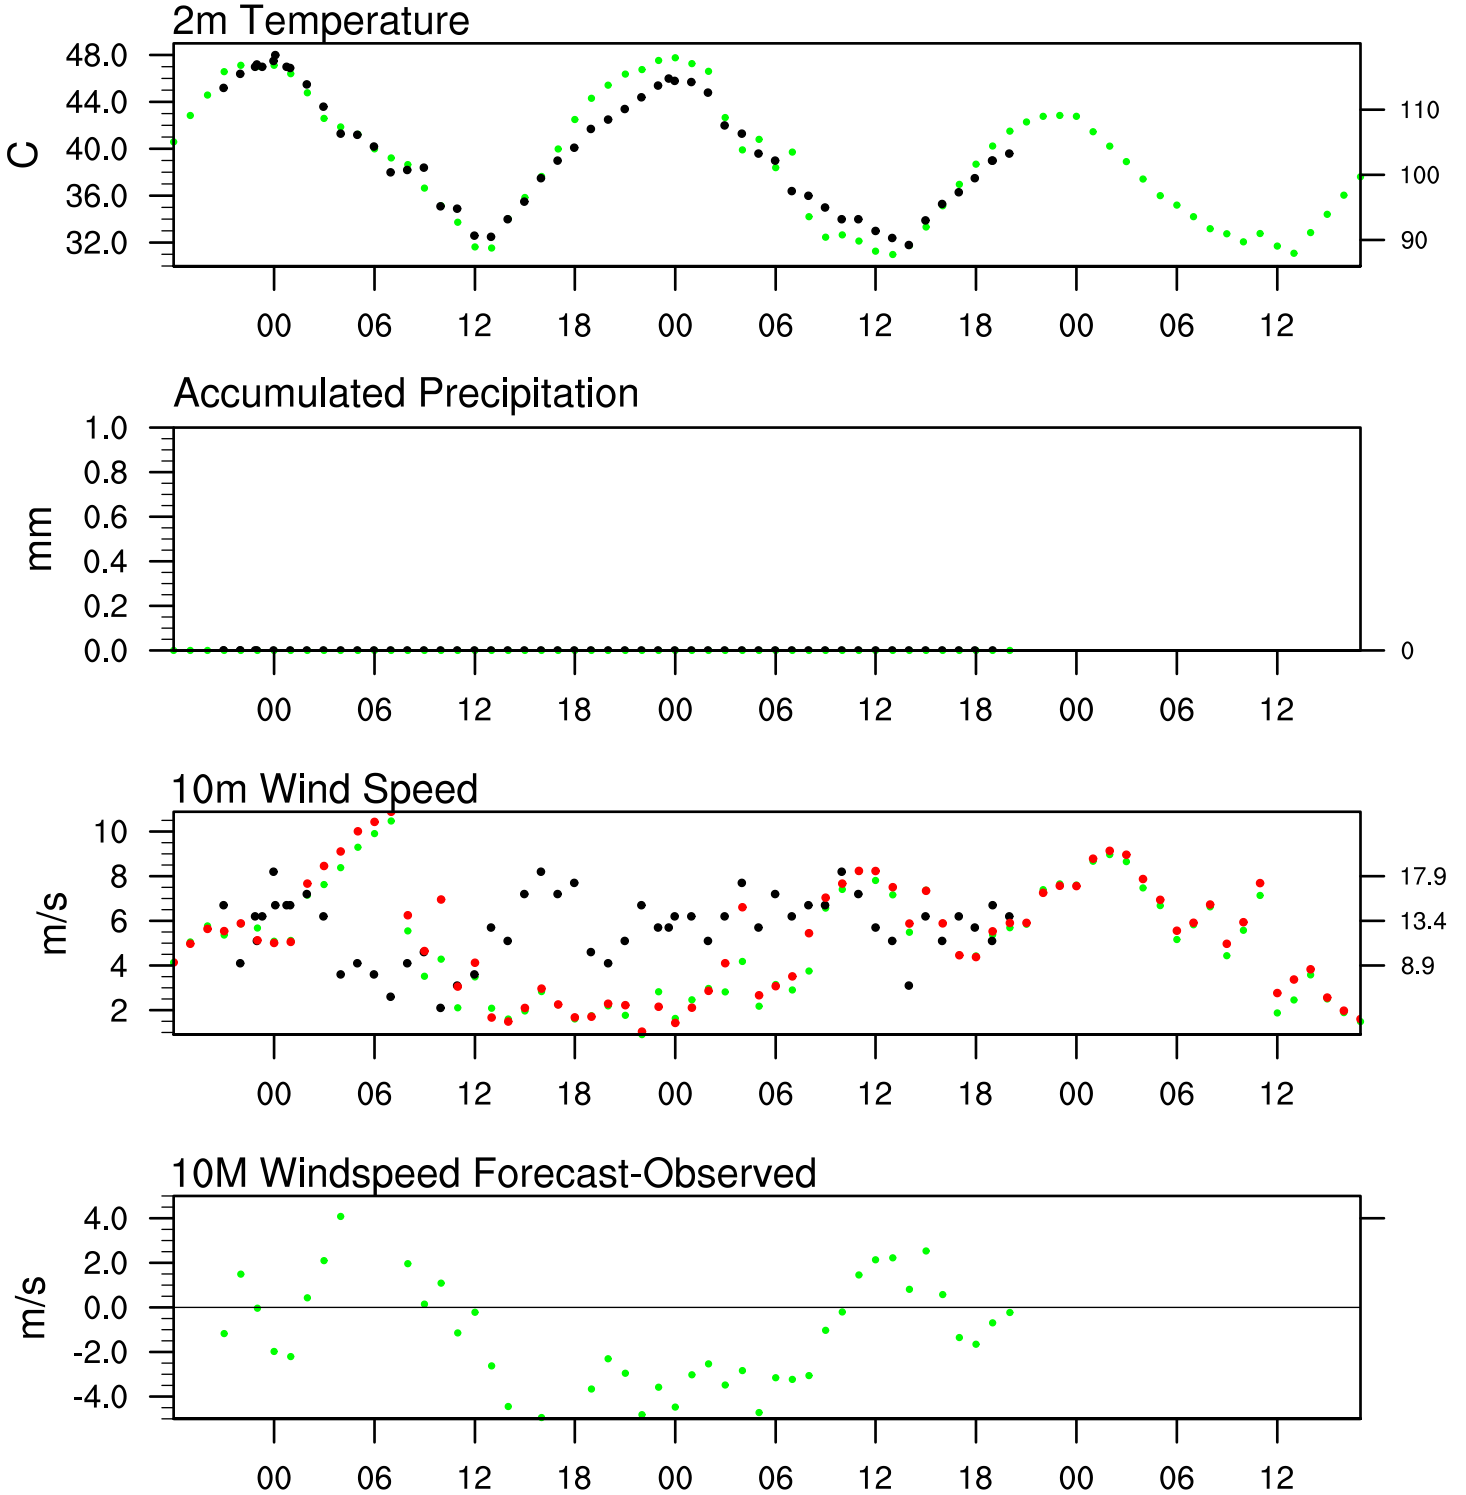 2m Temperature
48.0
44.0
40.0
36.0
32.0
C
110
100
90
00 06 12 18 00 06 12 18 00 06 12
Accumulated Precipitation
1.0
0.8
0.6
0.4
0.2
0.0
mm
0
00 06 12 18 00 06 12 18 00 06 12
10m Wind Speed
10
8
6
4
2
m/s
17.9
13.4
8.9
00 06 12 18 00 06 12 18 00 06 12
10M Windspeed Forecast-Observed
4.0
2.0
0.0
-2.0
-4.0
m/s
00 06 12 18 00 06 12 18 00 06 12